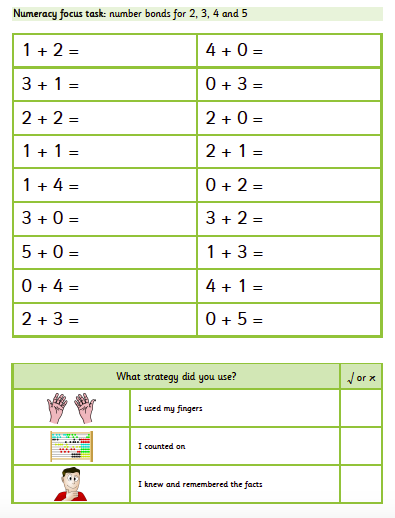 Numeracy focus task: number bonds for 2, 3, 4 and 5
1 + 2 = 4 + 0 =
3 + 1 = 0 + 3 =
2 + 2 = 2 + 0 =
1 + 1 = 2 + 1 =
1 + 4 = 0 + 2 =
3 + 0 = 3 + 2 =
5 + 0 = 1 + 3 =
0 + 4 = 4 + 1 =
2 + 3 = 0 + 5 =
What strategy did you use? √ or ×
I used my fingers
I counted on
I knew and remembered the facts